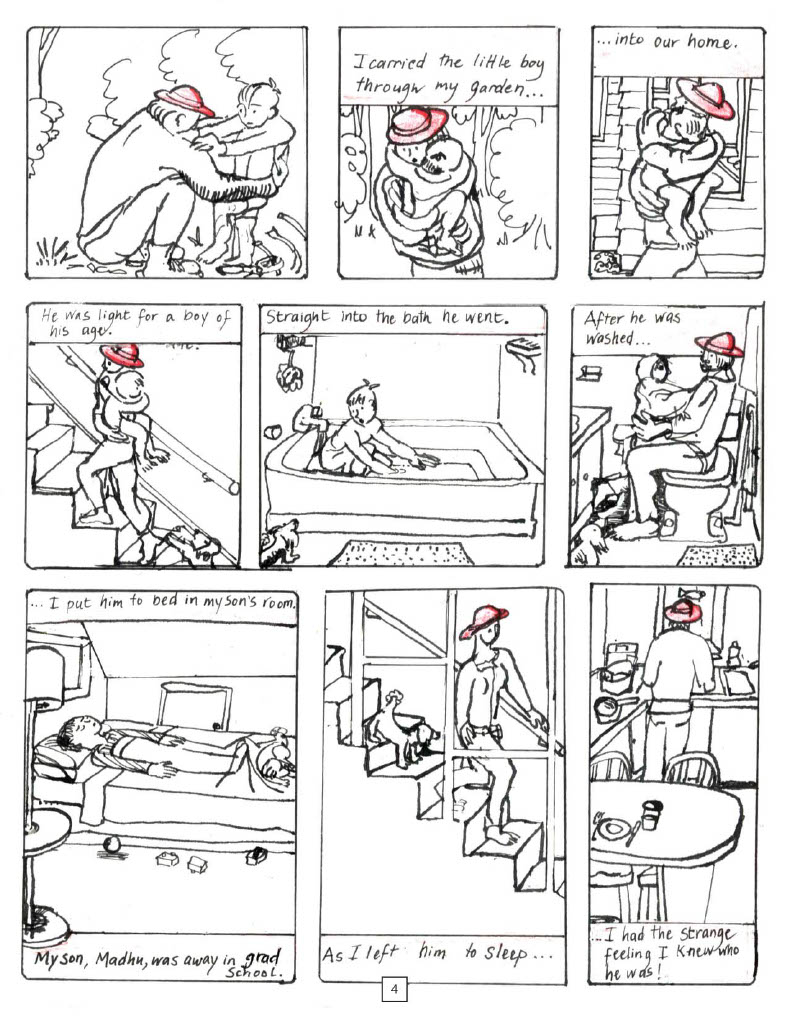 I carried the little boy
through my garden...
...into our home.
He was light for a boy of
his age.
Straight into the bath he went.
After he was
washed...
... I put him to bed in my son's room.
My son, Madhu, was away in grad
School.
As I left him to sleep...
...I had the strange
feeling I knew who
he was!
4